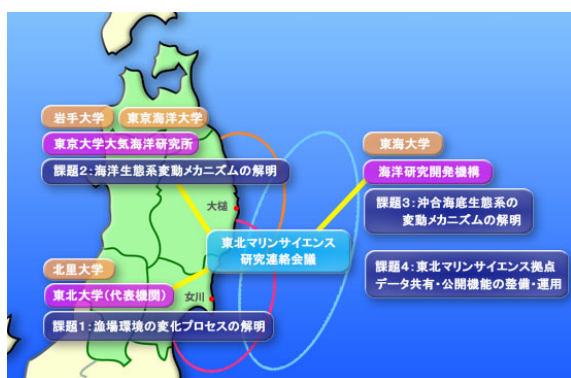 岩手大学
東京海洋大学
東京大学大気海洋研究所
課題2:海洋生態系変動メカニズムの解明
大槌
東海大学
海洋研究開発機構
課題3:沖合海底生態系の
変動メカニズムの解明
東北マリンサイエンス
研究連絡会議
課題4:東北マリンサイエンス拠点
データ共有・公開機能の整備・運用
北里大学
東北大学(代表機関)
女川
課題1:漁場環境の変化プロセスの解明